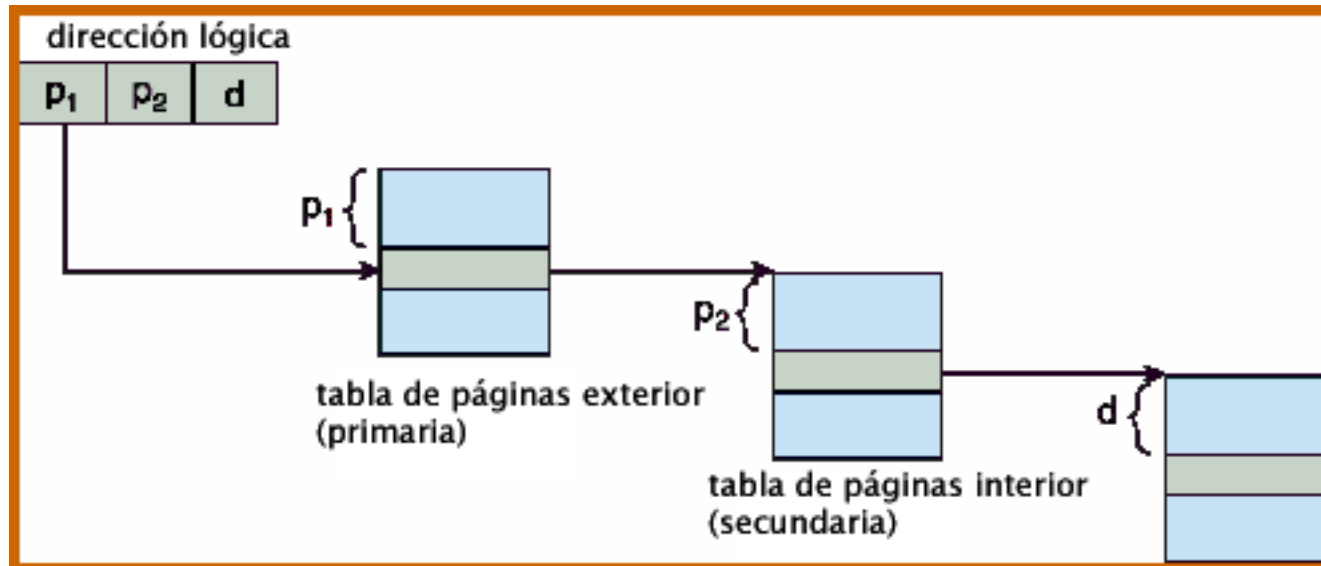 dirección lógica
p₁ p₂ d
p₁
tabla de páginas exterior
(primaria)
p₂
tabla de páginas interior
(secundaria)
d